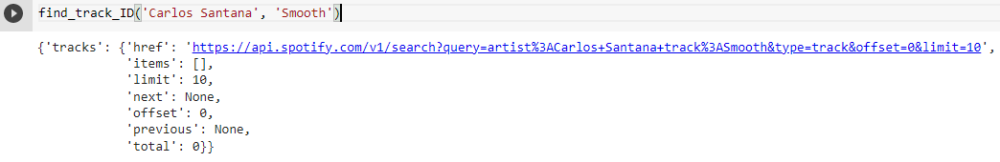 find_track_ID('Carlos Santana', 'Smooth')
{'tracks': {'href': 'https://api.spotify.com/v1/search?query=artist%3ACarlos+Santana+track%3ASmooth&type=track&offset=0&limit=10',
'items': [],
'limit': 10,
'next': None,
'offset': 0,
'previous': None,
'total': 0}}